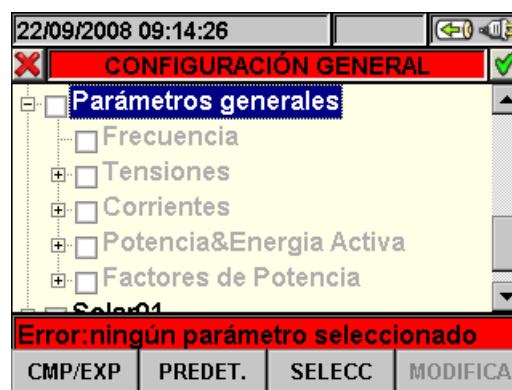 22/09/2008 09:14:26
CONFIGURACIÓN GENERAL
Parámetros generales
Frecuencia
Tensiones
Corrientes
Potencia&Energia Activa
Factores de Potencia
Solar01
Error:ningún parámetro seleccionado
CMP/EXP PREDET. SELECC MODIFICA